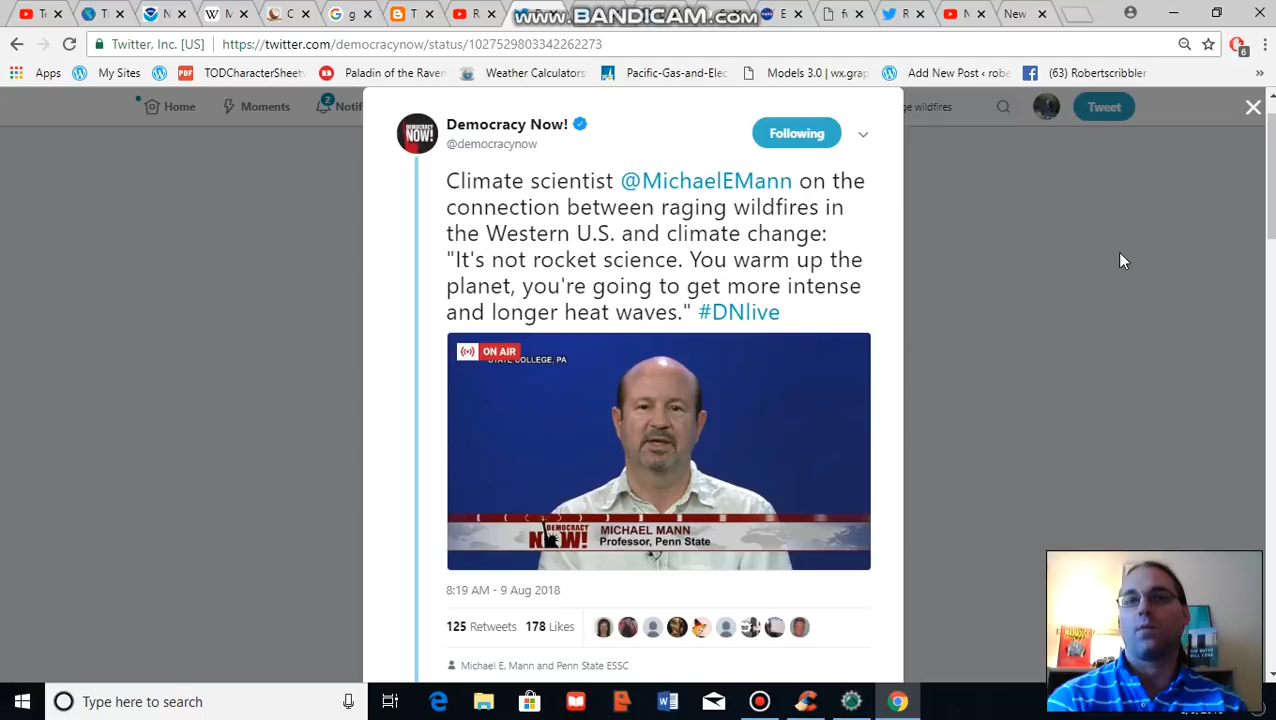 WWW.BANDICAM.COM
Twitter, Inc. [US] https://twitter.com/democracynow/status/1027529803342262273
Apps My Sites TODCharacterSheet Paladin of the Raven Weather Calculators Pacific-Gas-and-Elec Models 3.0 | wx.grap Add New Post ‹ robe (63) Robertscribbler
Home Moments Notif ge wildfires Tweet
Democracy Now!
@democracynow
Following
Climate scientist @MichaelEMann on the
connection between raging wildfires in
the Western U.S. and climate change:
"It's not rocket science. You warm up the
planet, you're going to get more intense
and longer heat waves." #DNlive
ON AIR
STATE COLLEGE, PA
DEMOCRACY NOW!
MICHAEL MANN
Professor, Penn State
8:19 AM - 9 Aug 2018
125 Retweets 178 Likes
Michael E. Mann and Penn State ESSC
Type here to search